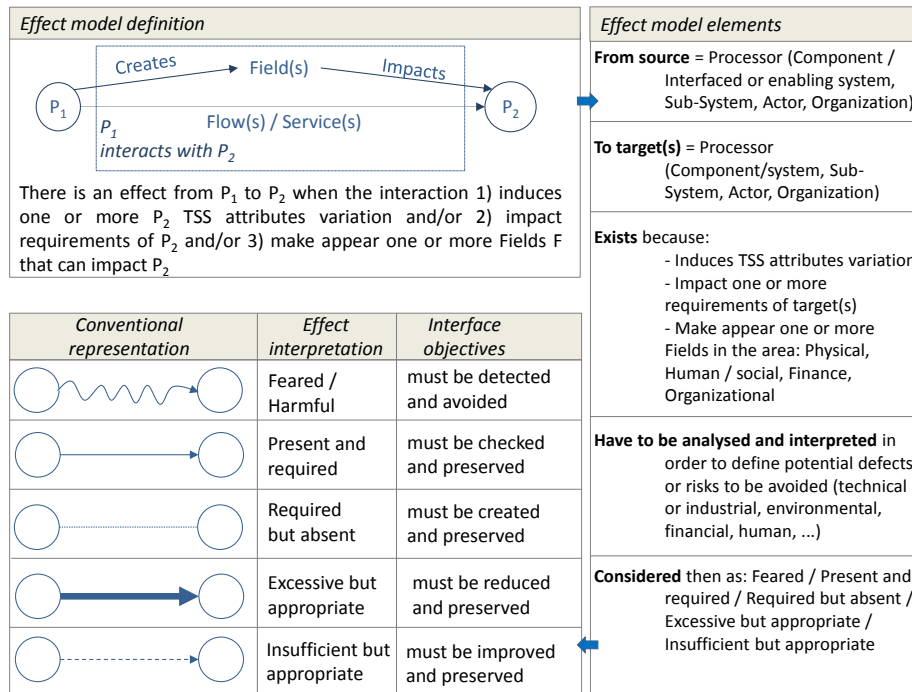 Effect model definition
Creates
Field(s)
Impacts
P1
P2
Flow(s) / Service(s)
P1
interacts with P2
There is an effect from P1 to P2 when the interaction 1) induces
one or more P2 TSS attributes variation and/or 2) impact
requirements of P2 and/or 3) make appear one or more Fields F
that can impact P2
Conventional
representation
Effect
interpretation
Interface
objectives
Feared /
Harmful
must be detected
and avoided
Present and
required
must be checked
and preserved
Required
but absent
must be created
and preserved
Excessive but
appropriate
must be reduced
and preserved
Insufficient but
appropriate
must be improved
and preserved
Effect model elements
From source = Processor (Component /
Interfaced or enabling system,
Sub-System, Actor, Organization)
To target(s) = Processor
(Component/system, Sub-
System, Actor, Organization)
Exists because:
- Induces TSS attributes variation
- Impact one or more
requirements of target(s)
- Make appear one or more
Fields in the area: Physical,
Human / social, Finance,
Organizational
Have to be analysed and interpreted in
order to define potential defects
or risks to be avoided (technical
or industrial, environmental,
financial, human, ...)
Considered then as: Feared / Present and
required / Required but absent /
Excessive but appropriate /
Insufficient but appropriate